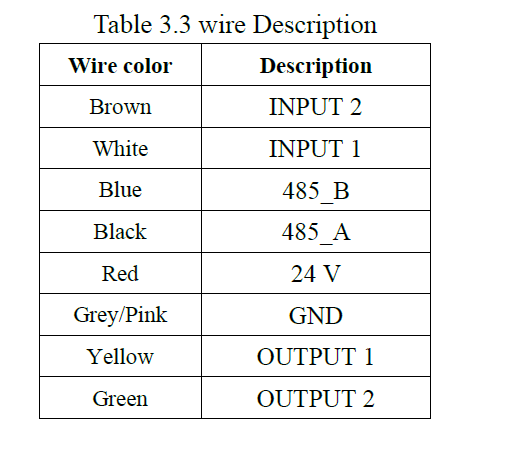 Table 3.3 wire Description
Wire color Description
Brown INPUT 2
White INPUT 1
Blue 485_B
Black 485_A
Red 24 V
Grey/Pink GND
Yellow OUTPUT 1
Green OUTPUT 2